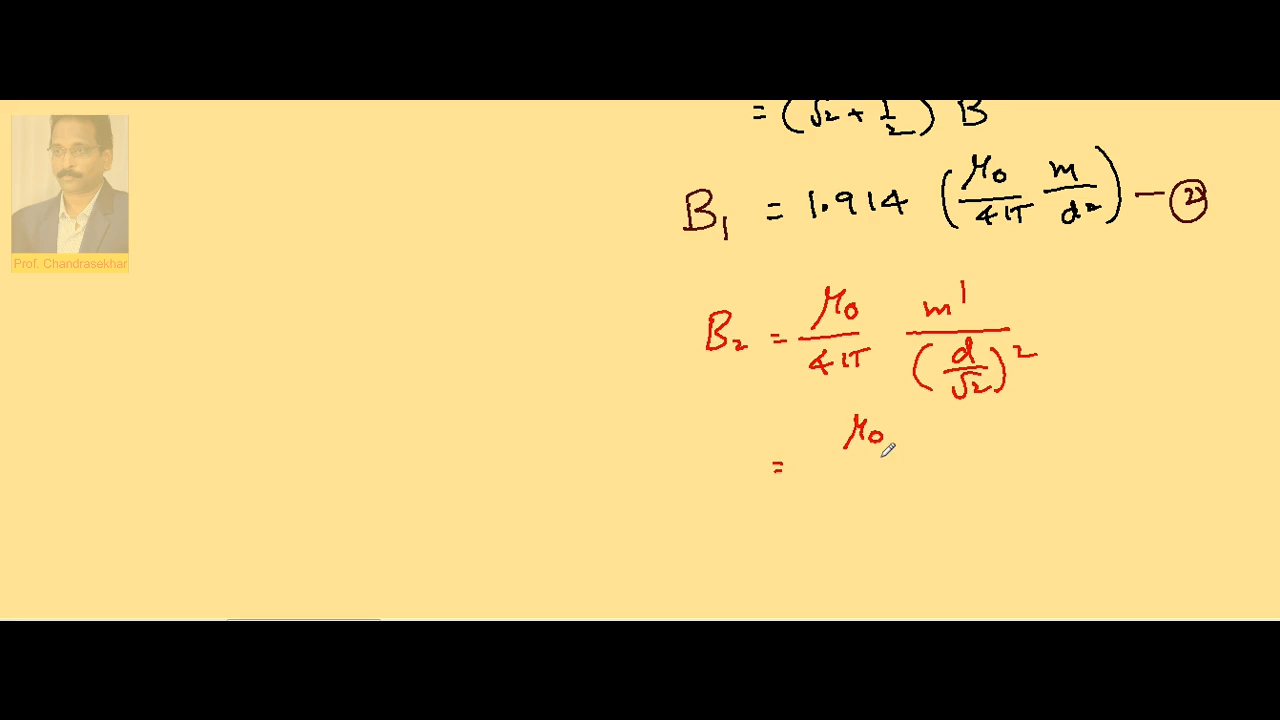 = (√2 + 1/2) B
B₁ = 1.914 (μ₀/4π m/d²) — ②
B₂ = μ₀/4π m'/(d/√2)²
= μ₀
Prof. Chandrasekhar